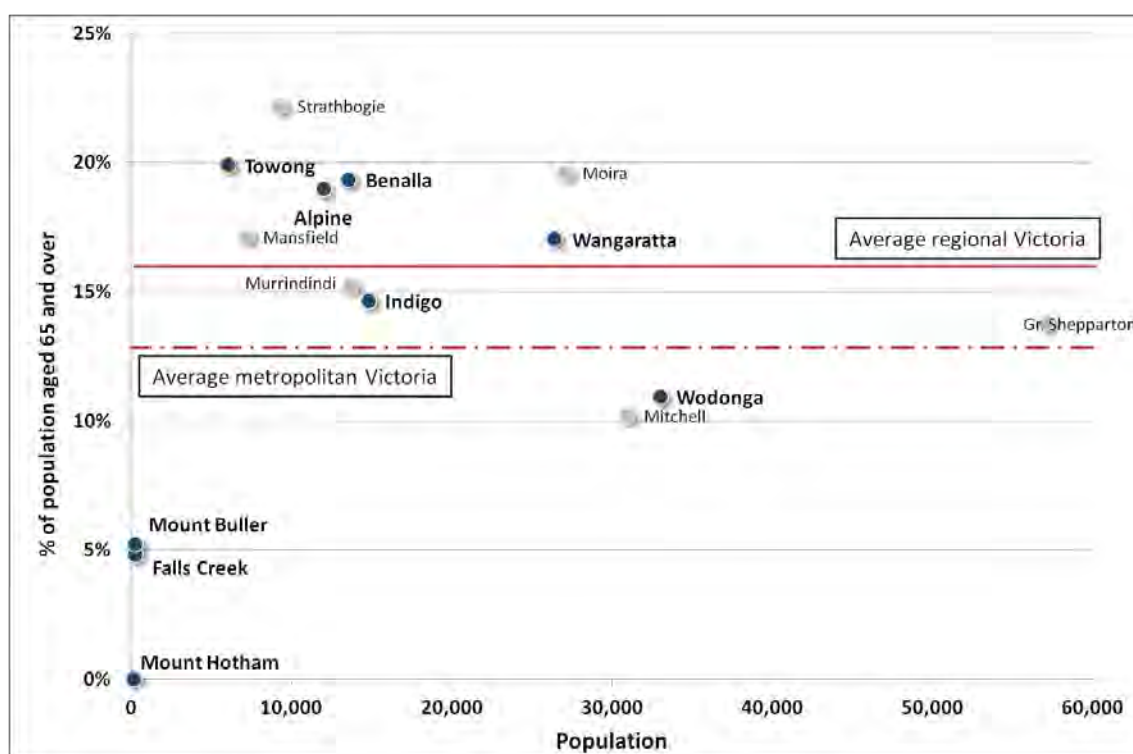 25%
Strathbogie
20%
Towong
Benalla
Moira
Alpine
Mansfield
Wangaratta
Average regional Victoria
Murrindindi
15%
Indigo
Gr Shepparton
Average metropolitan Victoria
Wodonga
10%
Mitchell
Mount Buller
5%
Falls Creek
Mount Hotham
0%
0
10,000
20,000
30,000
40,000
50,000
60,000
Population
% of population aged 65 and over